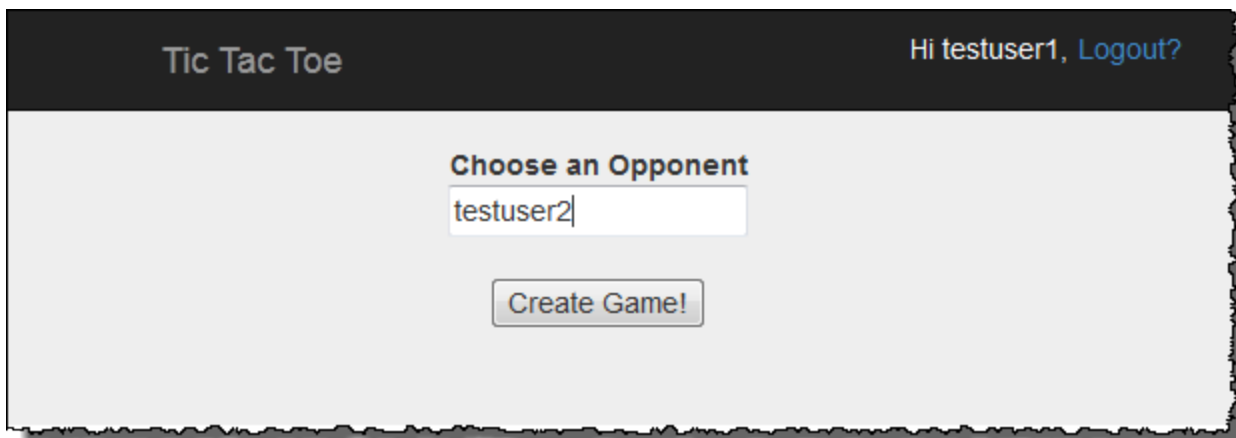 Tic Tac Toe
Hi testuser1, Logout?
Choose an Opponent
testuser2
Create Game!